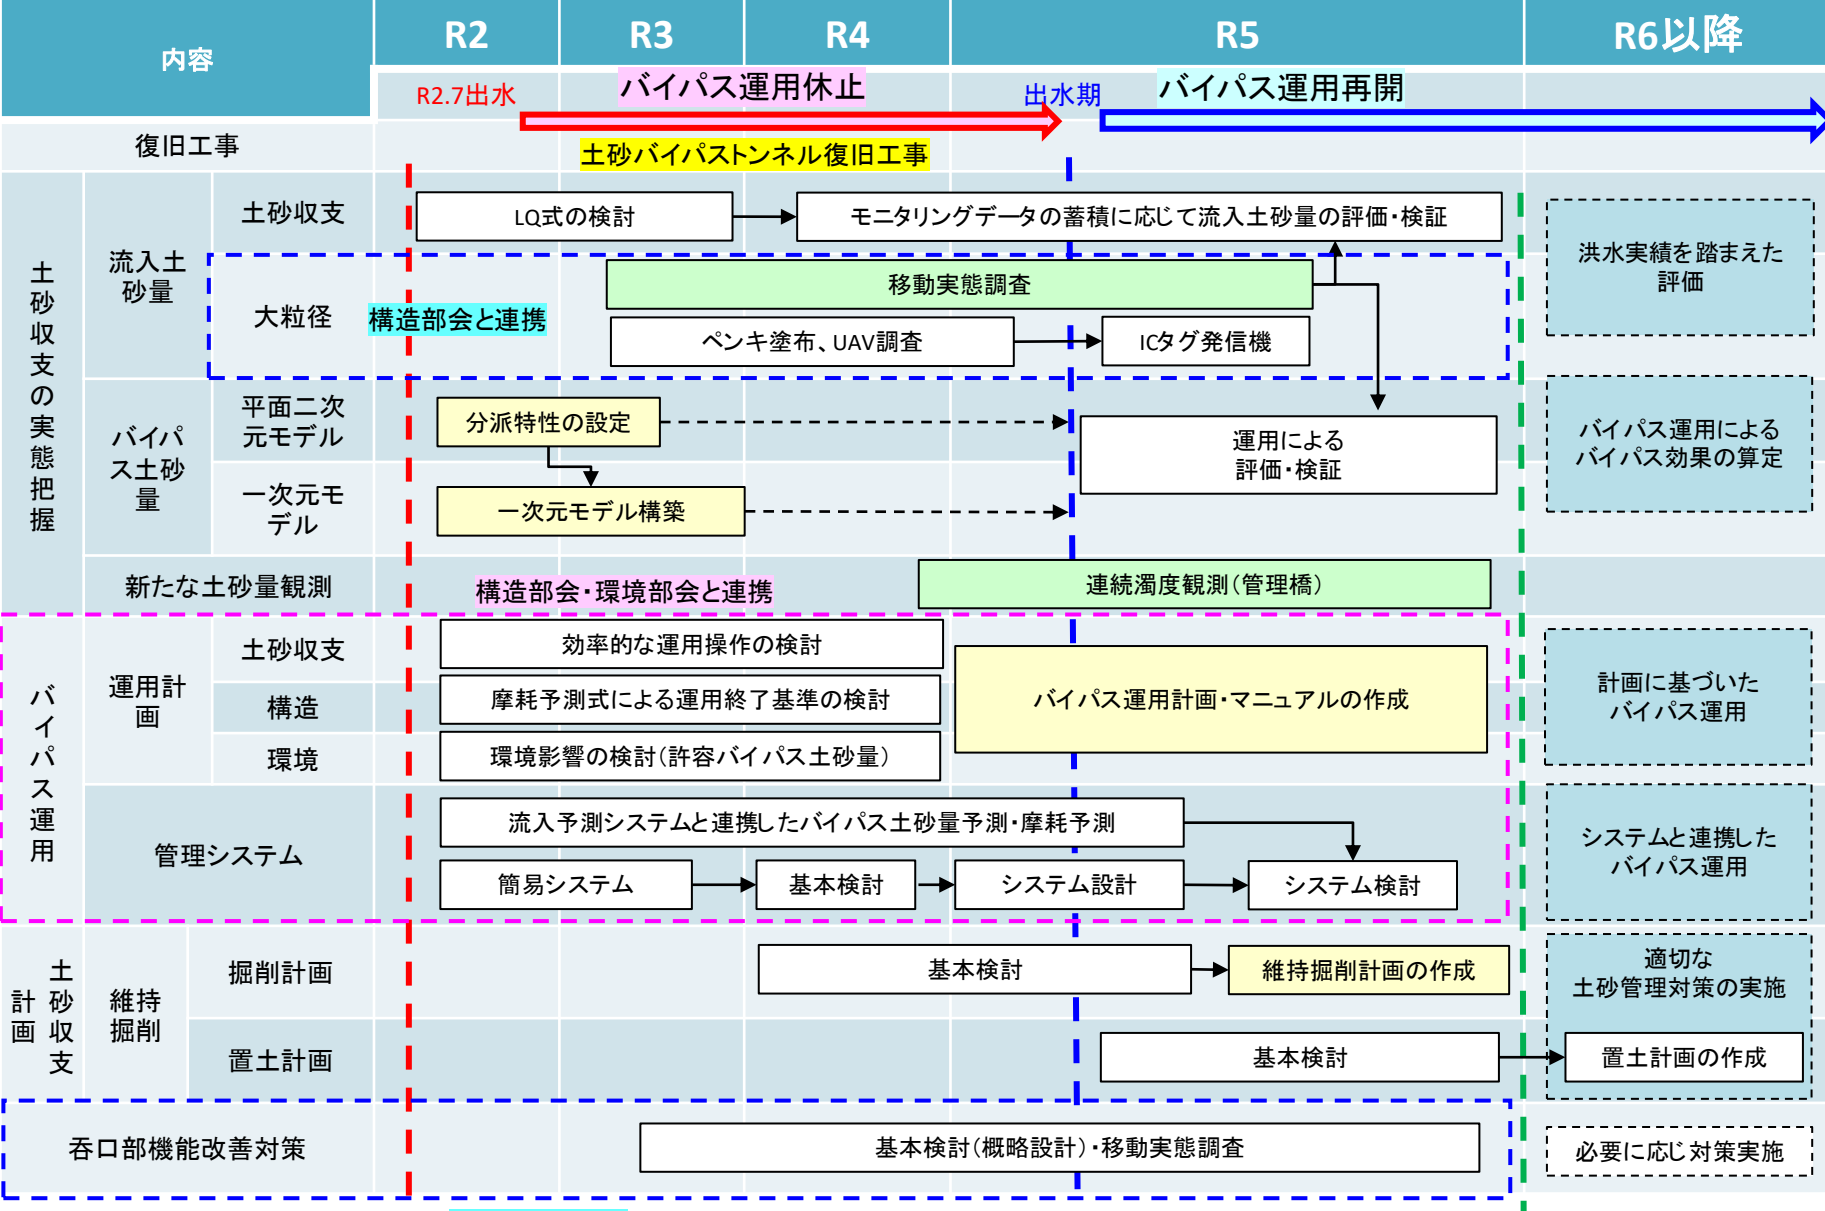 内容
R2
R3
R4
R5
R6以降
R2.7出水
バイパス運用休止
出水期
バイパス運用再開
復旧工事
土砂バイパストンネル復旧工事
土砂収支の実態把握
流入土
砂量
土砂収支
LQ式の検討
モニタリングデータの蓄積に応じて流入土砂量の評価・検証
洪水実績を踏まえた
評価
大粒径
構造部会と連携
移動実態調査
ペンキ塗布、UAV調査
ICタグ発信機
バイパ
ス土砂
量
平面二次
元モデル
分派特性の設定
運用による
評価・検証
バイパス運用による
バイパス効果の算定
一次元モ
デル
一次元モデル構築
新たな土砂量観測
構造部会・環境部会と連携
連続濁度観測(管理橋)
バイパス運用
運用計
画
土砂収支
効率的な運用操作の検討
バイパス運用計画・マニュアルの作成
計画に基づいた
バイパス運用
構造
摩耗予測式による運用終了基準の検討
環境
環境影響の検討(許容バイパス土砂量)
管理システム
流入予測システムと連携したバイパス土砂量予測・摩耗予測
簡易システム
基本検討
システム設計
システム検討
システムと連携した
バイパス運用
土砂収支
計画
維持
掘削
掘削計画
基本検討
維持掘削計画の作成
適切な
土砂管理対策の実施
置土計画
基本検討
置土計画の作成
呑口部機能改善対策
基本検討(概略設計)・移動実態調査
必要に応じ対策実施